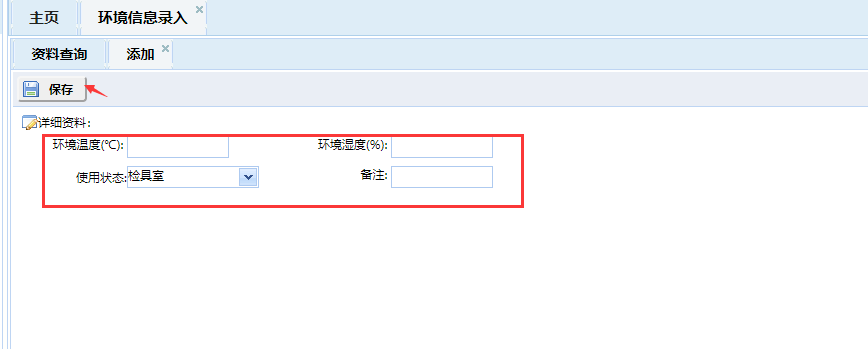 主页 环境信息录入
资料查询 添加
保存
详细资料:
环境温度(℃): 环境湿度(%):
使用状态: 检具室 备注: